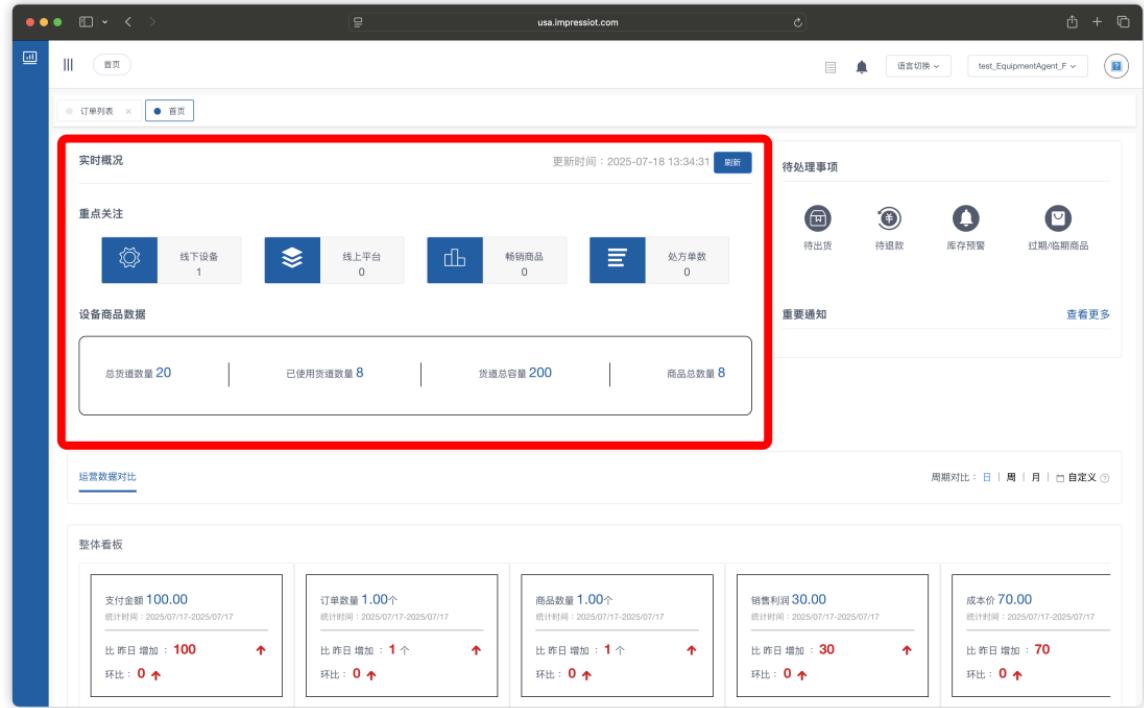 usa.impressiot.com
首页
语言切换
test_EquipmentAgent_F
订单列表 ×
首页
实时概况
更新时间：2025-07-18 13:34:31 刷新
重点关注
线下设备
1
线上平台
0
畅销商品
0
处方单数
0
设备商品数据
总货道数量 20
已使用货道数量 8
货道总容量 200
商品总数量 8
待处理事项
待出货
待退款
库存预警
过期/临期商品
重要通知
查看更多
运营数据对比
周期对比：日 | 周 | 月 | 自定义
整体看板
支付金额 100.00
统计时间：2025/07/17-2025/07/17
比 昨日 增加 ：100
环比：0
订单数量 1.00个
统计时间：2025/07/17-2025/07/17
比 昨日 增加 ：1 个
环比：0
商品数量 1.00个
统计时间：2025/07/17-2025/07/17
比 昨日 增加 ：1 个
环比：0
销售利润 30.00
统计时间：2025/07/17-2025/07/17
比 昨日 增加 ：30
环比：0
成本价 70.00
统计时间：2025/07/17-2025/07/17
比 昨日 增加 ：70
环比：0